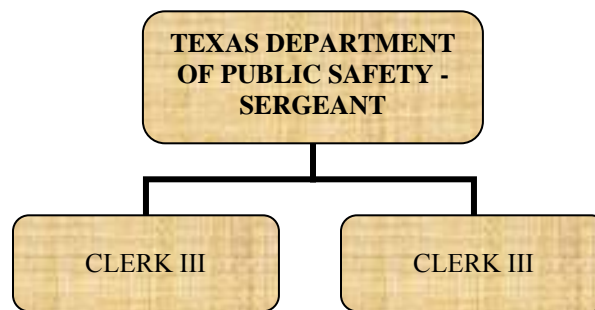 TEXAS DEPARTMENT
OF PUBLIC SAFETY -
SERGEANT
CLERK III
CLERK III